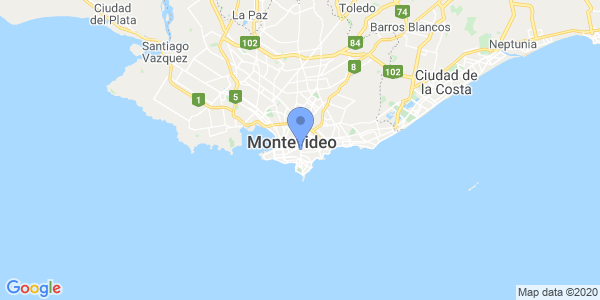 Ciudad
del Plata
La Paz
Toledo
74
Barros Blancos
Neptunia
Santiago
Vazquez
102
84
8
102
Ciudad de
la Costa
1
5
Montevideo
Google
Map data ©2020